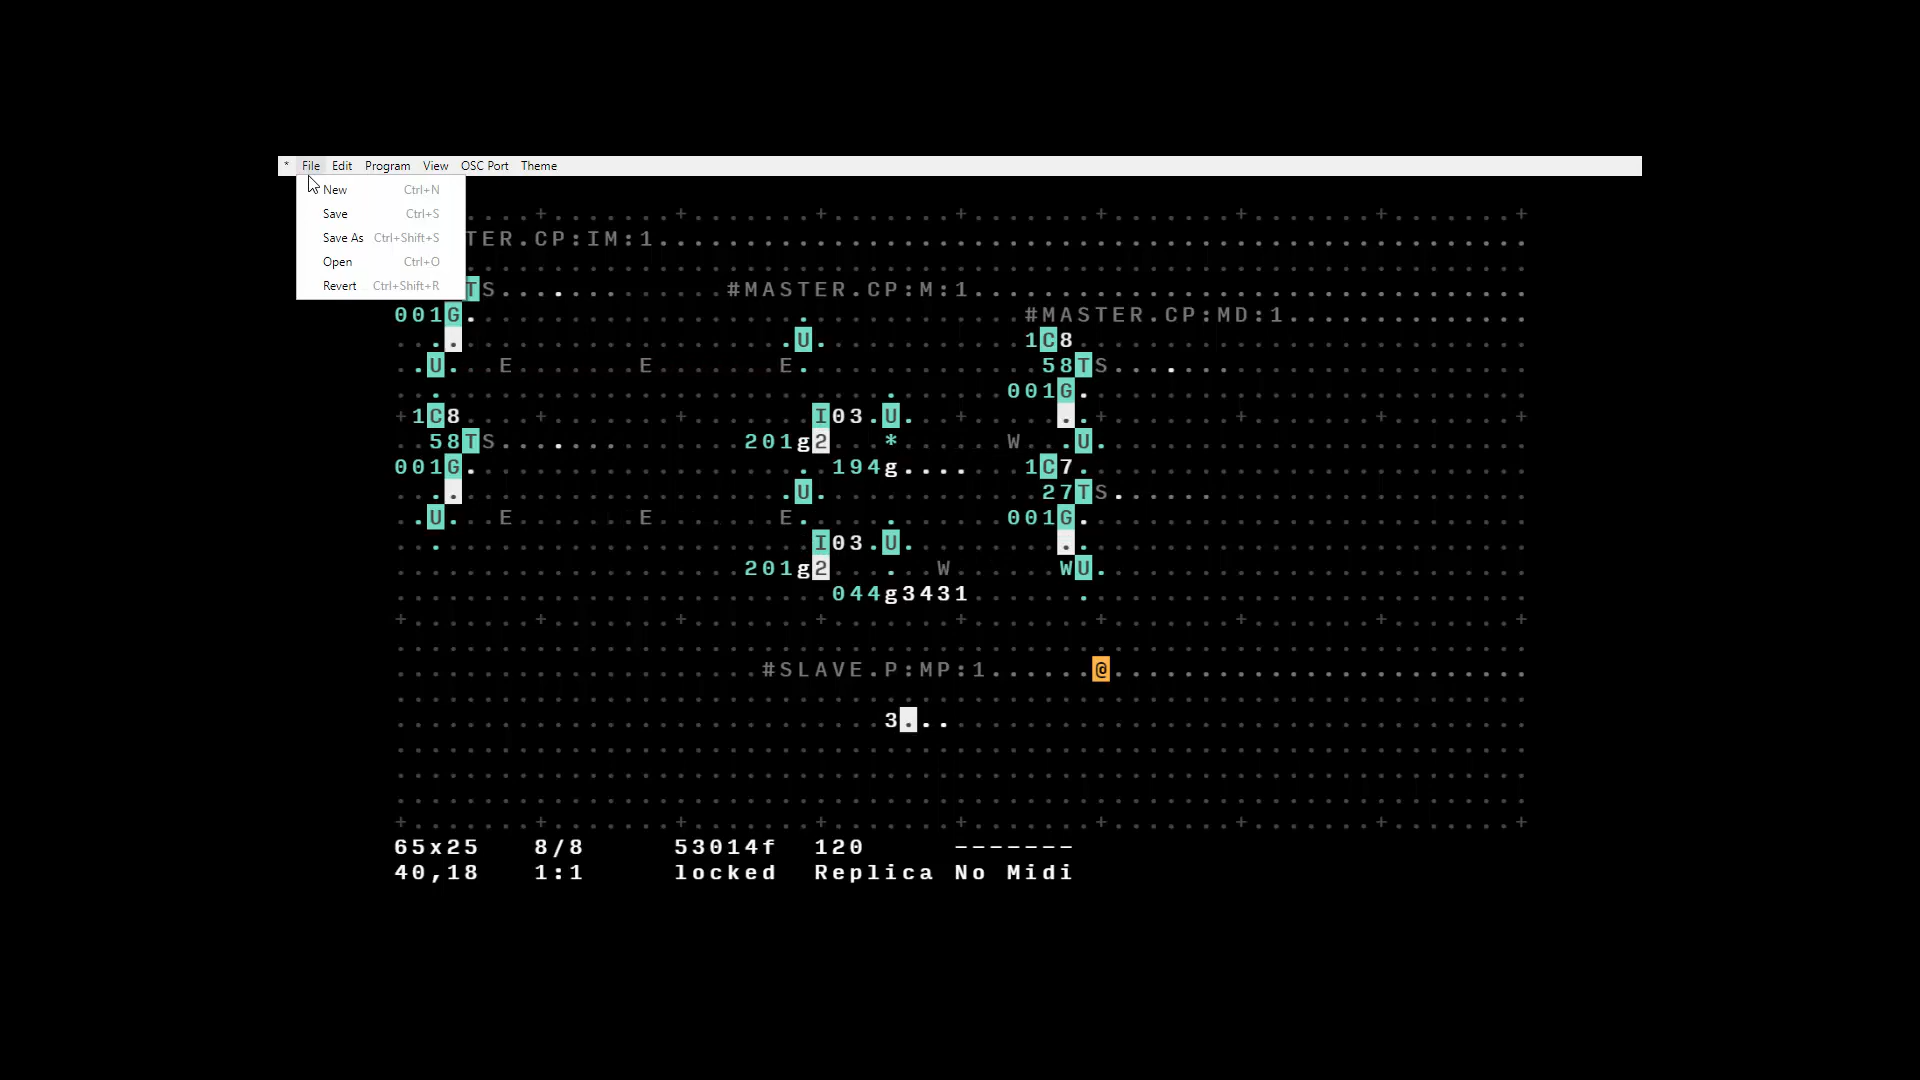 * File Edit Program View OSC Port Theme
New Ctrl+N
Save Ctrl+S
Save As Ctrl+Shift+S
Open Ctrl+O
Revert Ctrl+Shift+R
TER.CP:IM:1
TS #MASTER.CP:M:1
001G. #MASTER.CP:MD:1
.U. 1C8
.U. E E E. 58TS
001G.
1C8 I03.U.
58TS 201g2 * W .U.
001G. 194g.... 1C7.
.U. 27TS
.U. E E E. 001G.
I03.U.
201g2 W WU.
044g3431
#SLAVE.P:MP:1 @
3...
65x25 8/8 53014f 120 -------
40,18 1:1 locked Replica No Midi